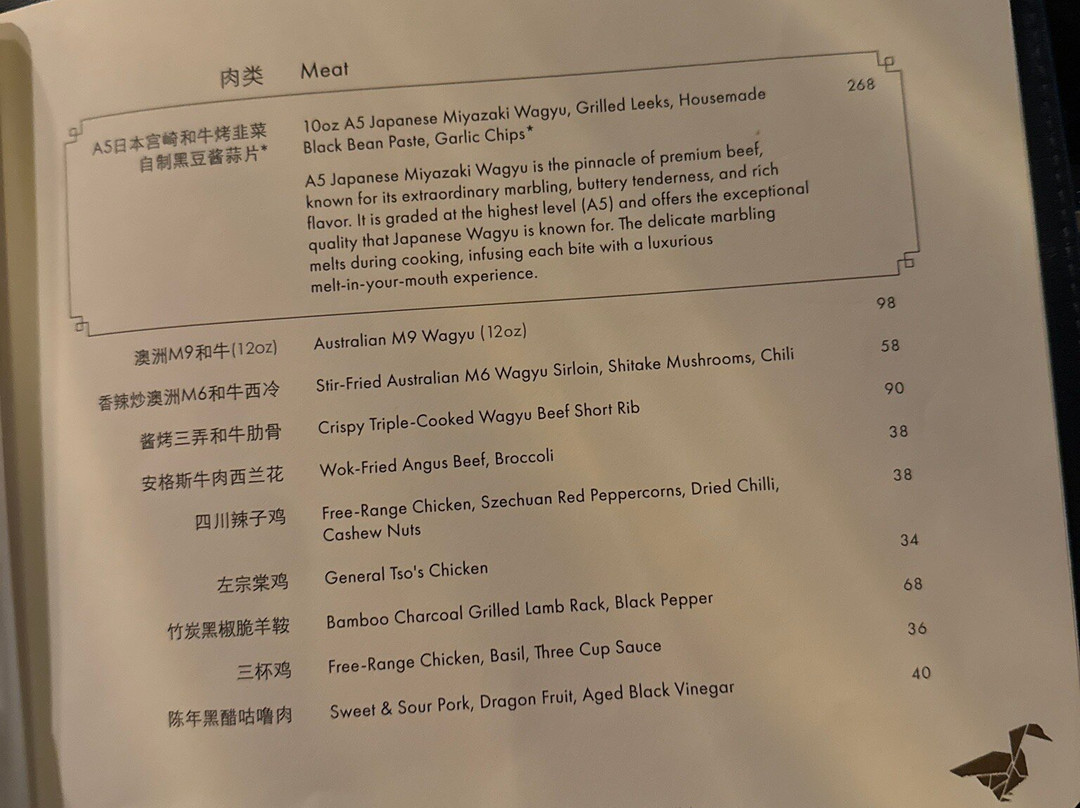 肉类 Meat
A5日本宫崎和牛烤韭菜 10oz A5 Japanese Miyazaki Wagyu, Grilled Leeks, Housemade 268
自制黑豆酱蒜片* Black Bean Paste, Garlic Chips*
A5 Japanese Miyazaki Wagyu is the pinnacle of premium beef,
known for its extraordinary marbling, buttery tenderness, and rich
flavor. It is graded at the highest level (A5) and offers the exceptional
quality that Japanese Wagyu is known for. The delicate marbling
melts during cooking, infusing each bite with a luxurious
melt-in-your-mouth experience.
澳洲M9和牛(12oz) Australian M9 Wagyu (12oz) 98
香辣炒澳洲M6和牛西冷 Stir-Fried Australian M6 Wagyu Sirloin, Shitake Mushrooms, Chili 58
酱烤三弄和牛肋骨 Crispy Triple-Cooked Wagyu Beef Short Rib 90
安格斯牛肉西兰花 Wok-Fried Angus Beef, Broccoli 38
四川辣子鸡 Free-Range Chicken, Szechuan Red Peppercorns, Dried Chilli, 38
Cashew Nuts
左宗棠鸡 General Tso's Chicken 34
竹炭黑椒脆羊鞍 Bamboo Charcoal Grilled Lamb Rack, Black Pepper 68
三杯鸡 Free-Range Chicken, Basil, Three Cup Sauce 36
陈年黑醋咕噜肉 Sweet & Sour Pork, Dragon Fruit, Aged Black Vinegar 40